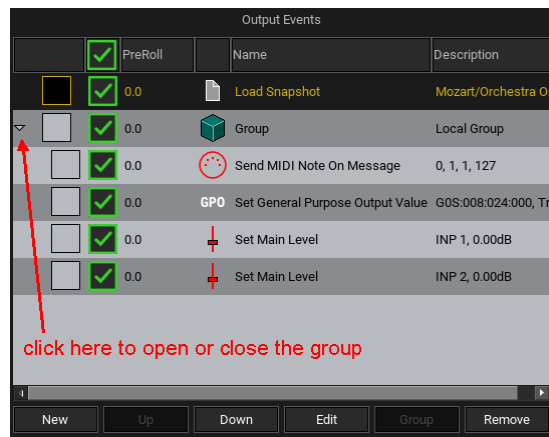 Output Events
PreRoll Name Description
0.0 Load Snapshot Mozart/Orchestra O
0.0 Group Local Group
0.0 Send MIDI Note On Message 0, 1, 1, 127
0.0 GPO Set General Purpose Output Value G0S:008:024:000, Tr
0.0 Set Main Level INP 1, 0.00dB
0.0 Set Main Level INP 2, 0.00dB
click here to open or close the group
New Up Down Edit Group Remove